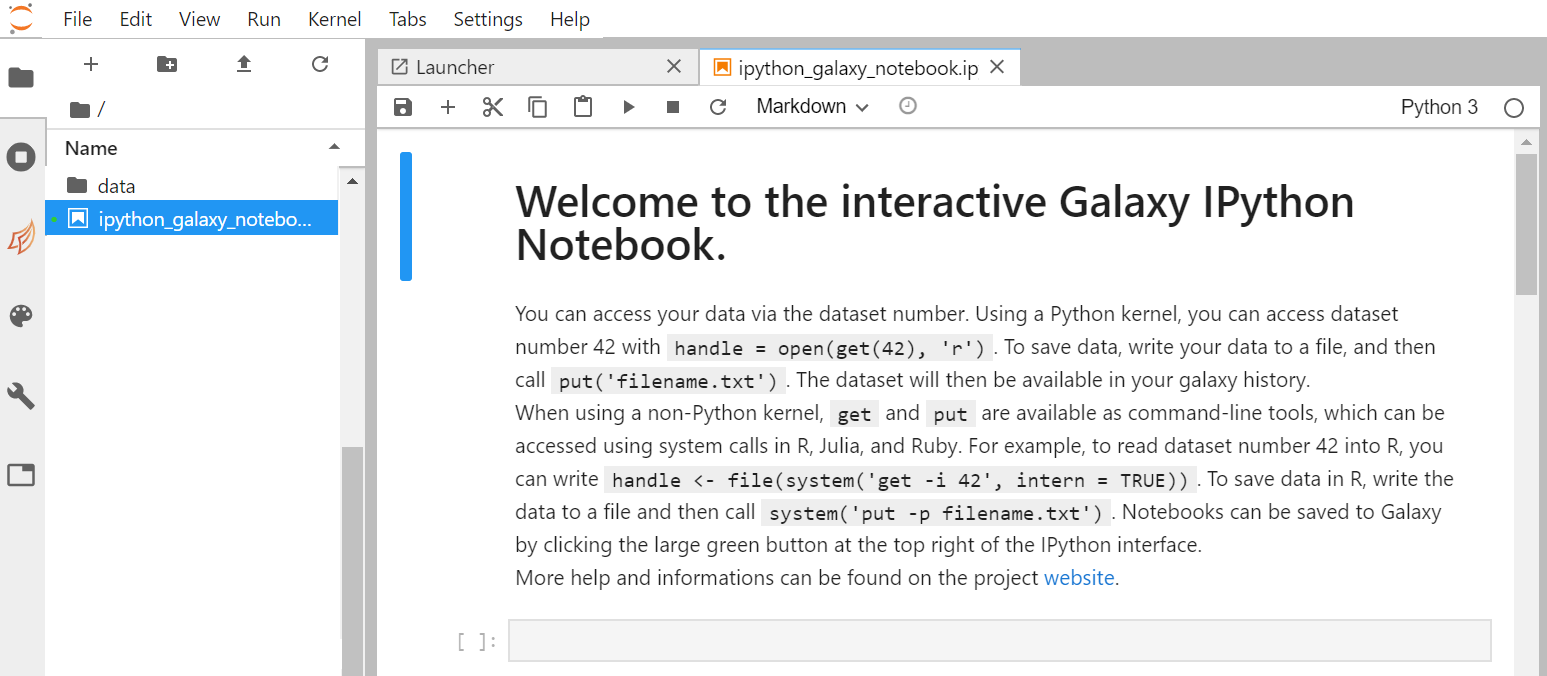 File Edit View Run Kernel Tabs Settings Help
/
Name
data
ipython_galaxy_notebo...
Launcher
ipython_galaxy_notebook.ip
Markdown
Python 3
Welcome to the interactive Galaxy IPython
Notebook.
You can access your data via the dataset number. Using a Python kernel, you can access dataset
number 42 with handle = open(get(42), 'r'). To save data, write your data to a file, and then
call put('filename.txt'). The dataset will then be available in your galaxy history.
When using a non-Python kernel, get and put are available as command-line tools, which can be
accessed using system calls in R, Julia, and Ruby. For example, to read dataset number 42 into R, you
can write handle <- file(system('get -i 42', intern = TRUE)). To save data in R, write the
data to a file and then call system('put -p filename.txt'). Notebooks can be saved to Galaxy
by clicking the large green button at the top right of the IPython interface.
More help and informations can be found on the project website.
[ ]: